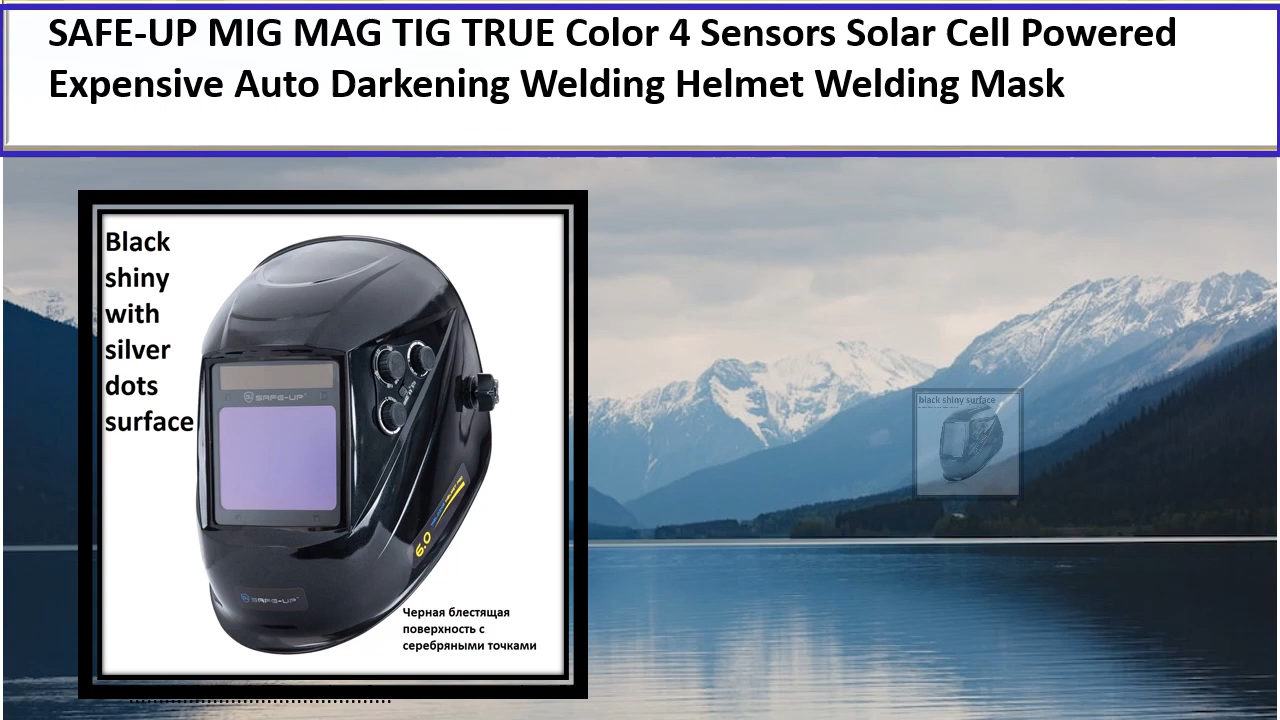 SAFE-UP MIG MAG TIG TRUE Color 4 Sensors Solar Cell Powered
Expensive Auto Darkening Welding Helmet Welding Mask
Black
shiny
with
silver
dots
surface
SAFE-UP
6.0
SAFE-UP
Черная блестящая
поверхность с
серебряными точками
black shiny surface